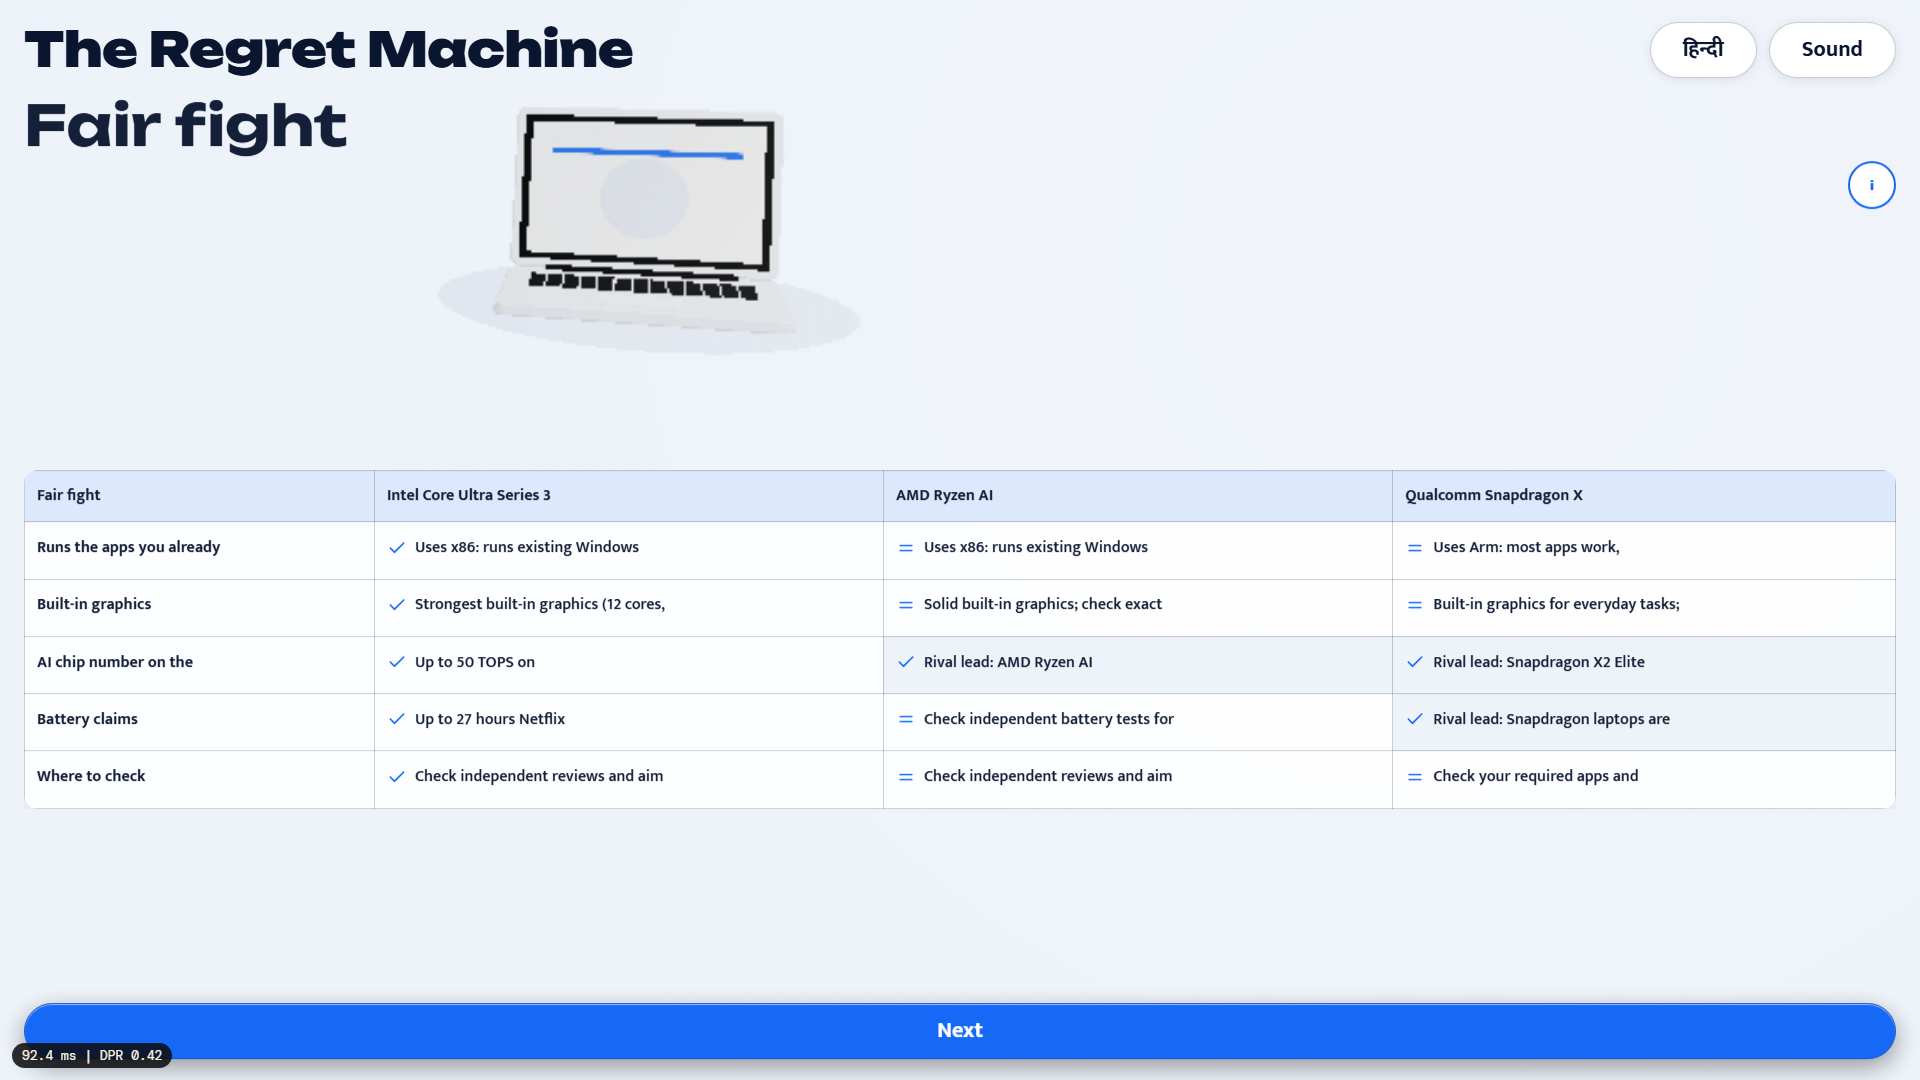 The Regret Machine
हिन्दी
Sound
Fair fight
i
Fair fight
Intel Core Ultra Series 3
AMD Ryzen AI
Qualcomm Snapdragon X
Runs the apps you already
Uses x86: runs existing Windows
Uses x86: runs existing Windows
Uses Arm: most apps work,
Built-in graphics
Strongest built-in graphics (12 cores,
Solid built-in graphics; check exact
Built-in graphics for everyday tasks;
AI chip number on the
Up to 50 TOPS on
Rival lead: AMD Ryzen AI
Rival lead: Snapdragon X2 Elite
Battery claims
Up to 27 hours Netflix
Check independent battery tests for
Rival lead: Snapdragon laptops are
Where to check
Check independent reviews and aim
Check independent reviews and aim
Check your required apps and
Next
92.4 ms | DPR 0.42